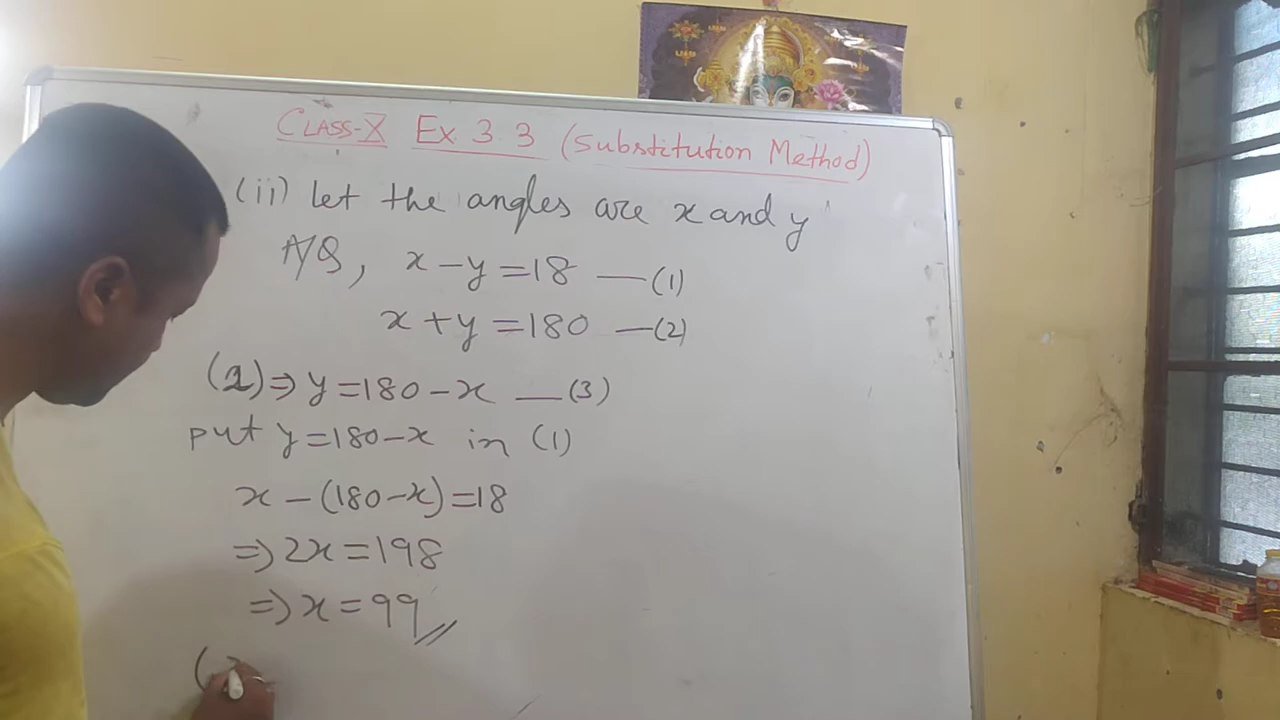 CLASS-X Ex 3.3 (Substitution Method)
(ii) let the angles are x and y
A/Q, x-y=18 —(1)
x+y=180 —(2)
(2)⇒ y=180-x —(3)
put y=180-x in (1)
x-(180-x)=18
⇒ 2x=198
⇒ x=99//
(